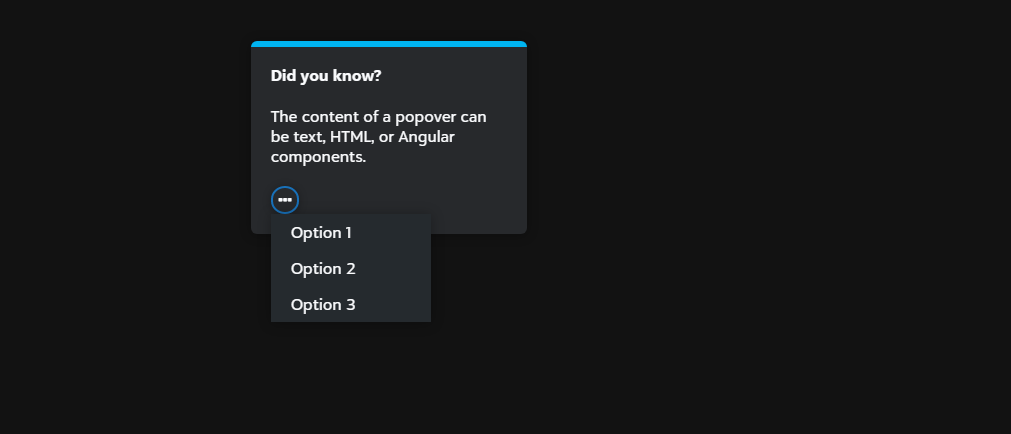 Did you know?
The content of a popover can
be text, HTML, or Angular
components.
Option 1
Option 2
Option 3